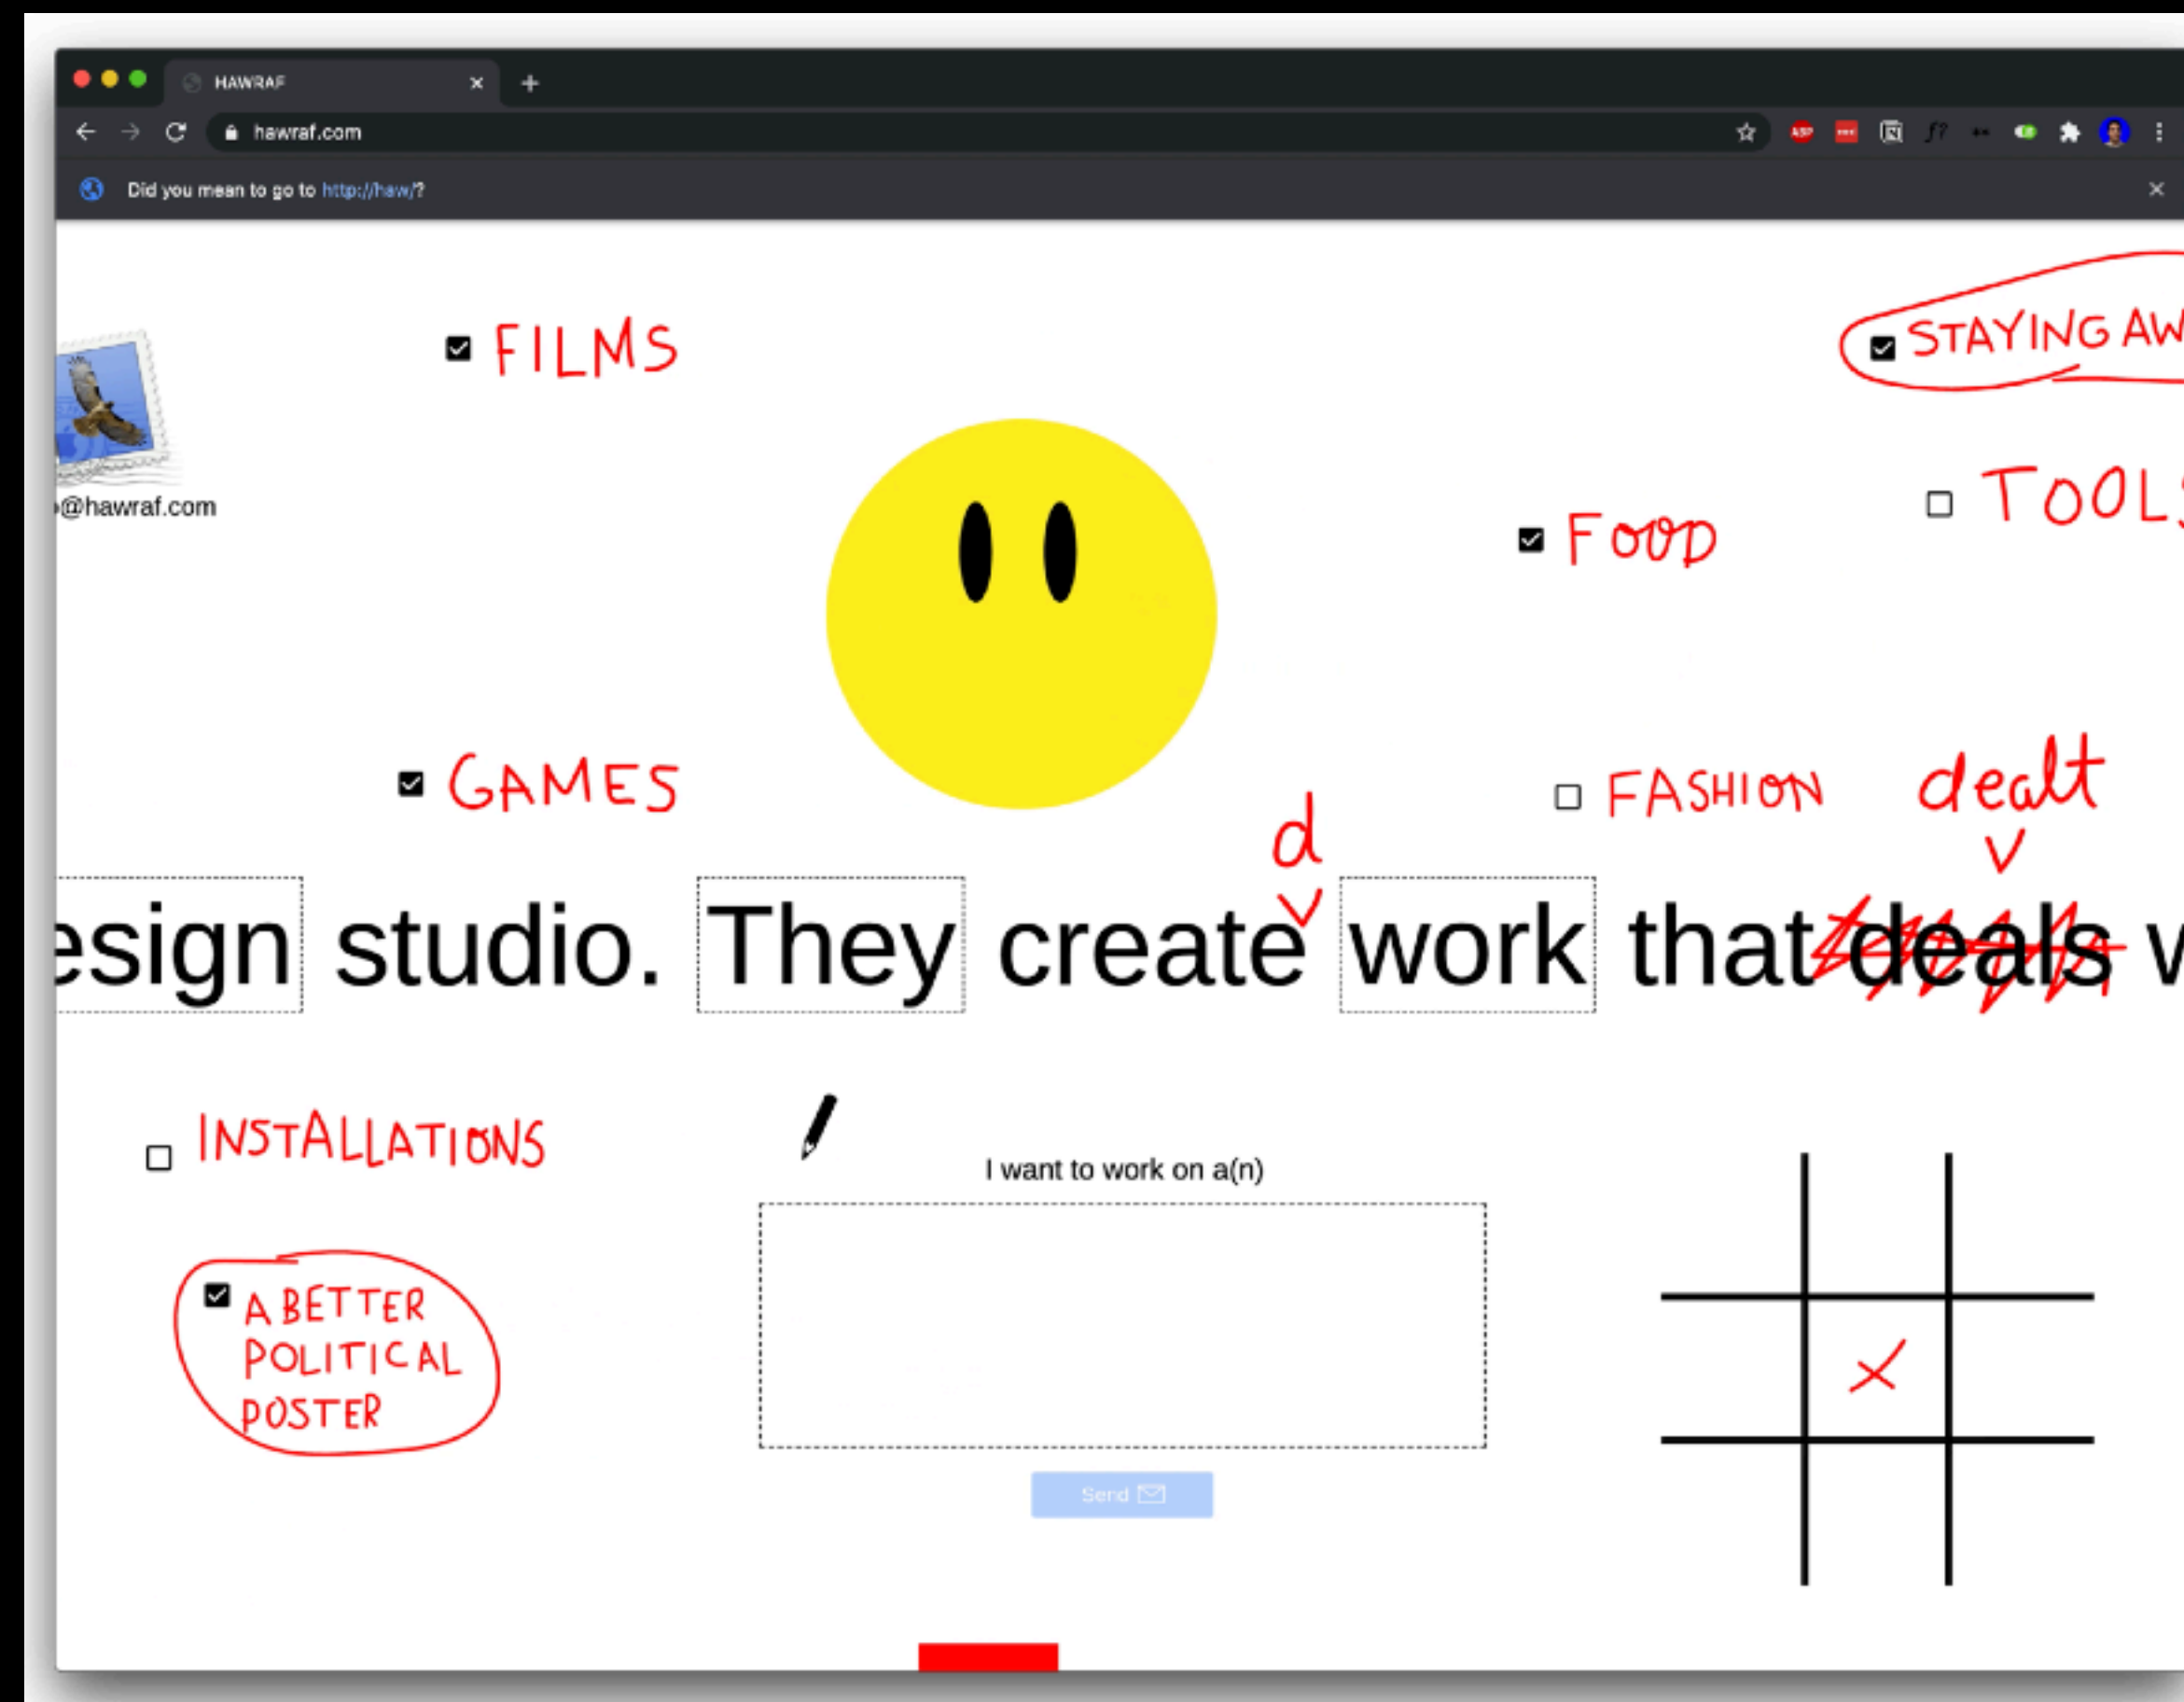 HAWRAF
hawraf.com
Did you mean to go to http://haw/?
FILMS
STAYING AW
@hawraf.com
FOOD
TOOLS
GAMES
FASHION
dealt
d
esign studio. They create work that deals w
INSTALLATIONS
I want to work on a(n)
A BETTER
POLITICAL
POSTER
X
Send